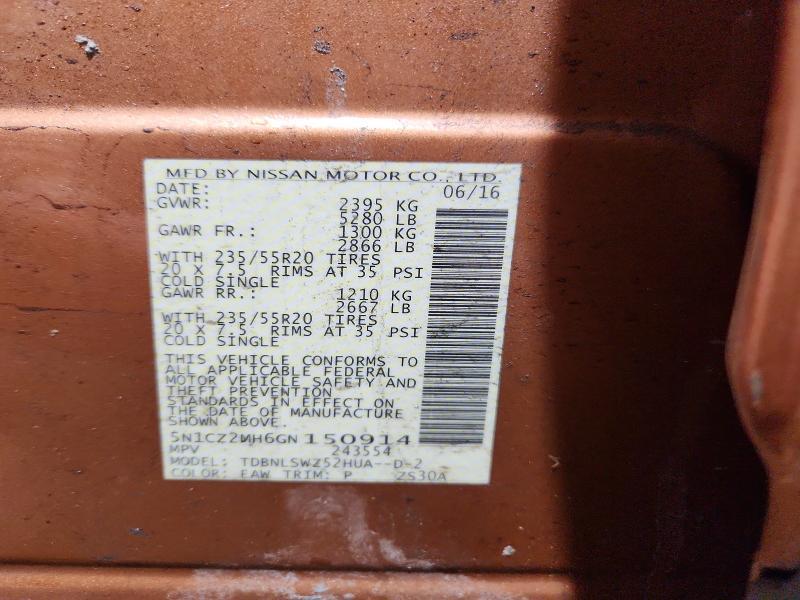 MFD BY NISSAN MOTOR CO., LTD.
DATE: 06/16
GVWR: 2395 KG
5280 LB
GAWR FR.: 1300 KG
2866 LB
WITH 235/55R20 TIRES
20 X 7.5 RIMS AT 35 PSI
COLD SINGLE
GAWR RR.: 1210 KG
2667 LB
WITH 235/55R20 TIRES
20 X 7.5 RIMS AT 35 PSI
COLD SINGLE
THIS VEHICLE CONFORMS TO
ALL APPLICABLE FEDERAL
MOTOR VEHICLE SAFETY AND
THEFT PREVENTION
STANDARDS IN EFFECT ON
THE DATE OF MANUFACTURE
SHOWN ABOVE.
5N1CZ2MH6GN 150914
MPV 243554
MODEL: TDBNLSWZ52HUA--D-2
COLOR: EAW TRIM: P ZS30A